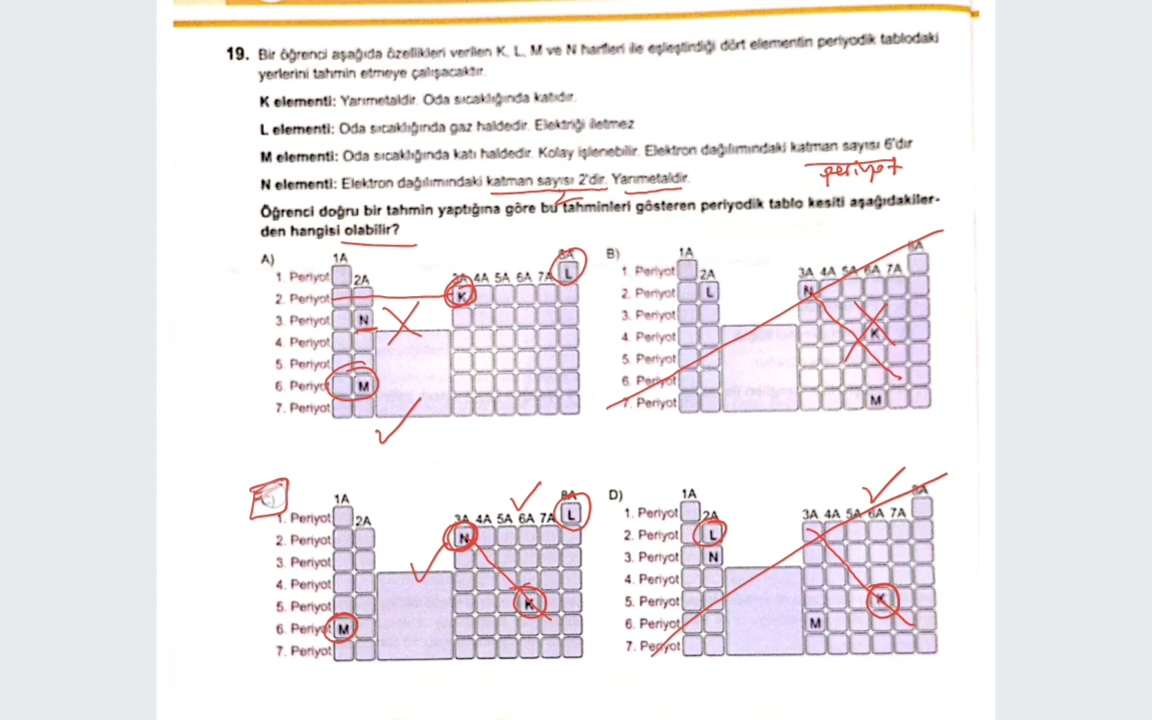 19. Bir öğrenci aşağıda özellikleri verilen K, L, M ve N harfleri ile eşleştirdiği dört elementin periyodik tablodaki
yerlerini tahmin etmeye çalışacaktır.
K elementi: Yarımetaldir. Oda sıcaklığında katıdır.
L elementi: Oda sıcaklığında gaz haldedir. Elektriği iletmez
M elementi: Oda sıcaklığında katı haldedir. Kolay işlenebilir. Elektron dağılımındaki katman sayısı 6'dır
periyot
N elementi: Elektron dağılımındaki katman sayısı 2'dir. Yarımetaldir.
Öğrenci doğru bir tahmin yaptığına göre bu tahminleri gösteren periyodik tablo kesiti aşağıdakiler-
den hangisi olabilir?
A)
1A 8A
1. Periyot 2A 3A 4A 5A 6A 7A L
2. Periyot K
3. Periyot N
4. Periyot
5. Periyot
6. Periyot M
7. Periyot
B)
1A 8A
1. Periyot 2A 3A 4A 5A 6A 7A
2. Periyot L N
3. Periyot
4. Periyot K
5. Periyot
6. Periyot
7. Periyot M
1A 8A
1. Periyot 2A 3A 4A 5A 6A 7A L
2. Periyot N
3. Periyot
4. Periyot
5. Periyot K
6. Periyot M
7. Periyot
D)
1A 8A
1. Periyot 2A 3A 4A 5A 6A 7A
2. Periyot L
3. Periyot N
4. Periyot
5. Periyot K
6. Periyot M
7. Periyot